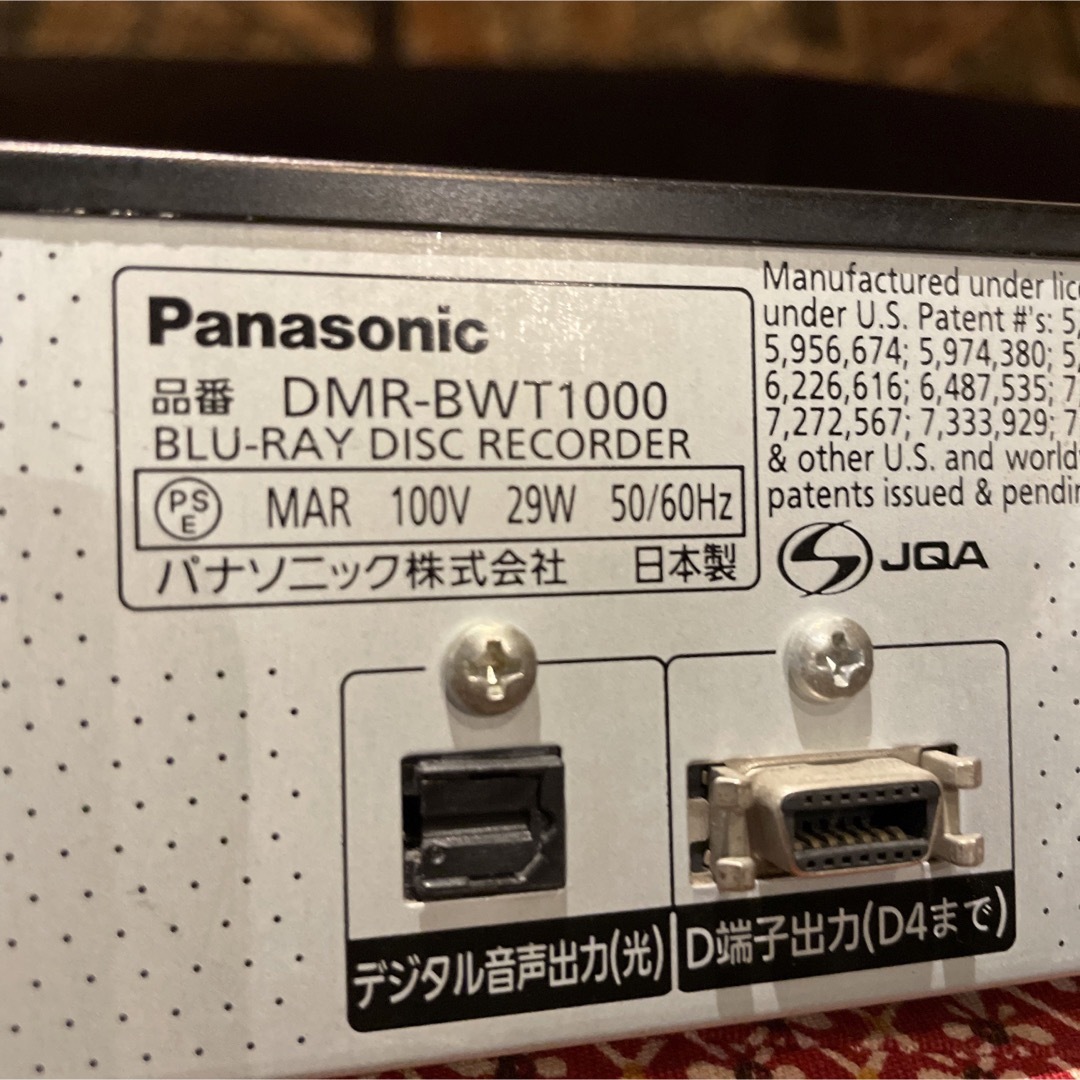 Panasonic
品番 DMR-BWT1000
BLU-RAY DISC RECORDER
PSE MAR 100V 29W 50/60Hz
パナソニック株式会社 日本製
Manufactured under
under U.S. Patent #'s: 5,
5,956,674; 5,974,380; 5,
6,226,616; 6,487,535; 7,
7,272,567; 7,333,929; 7
& other U.S. and
patents issued &
JQA
デジタル音声出力(光)
D端子出力(D4まで)